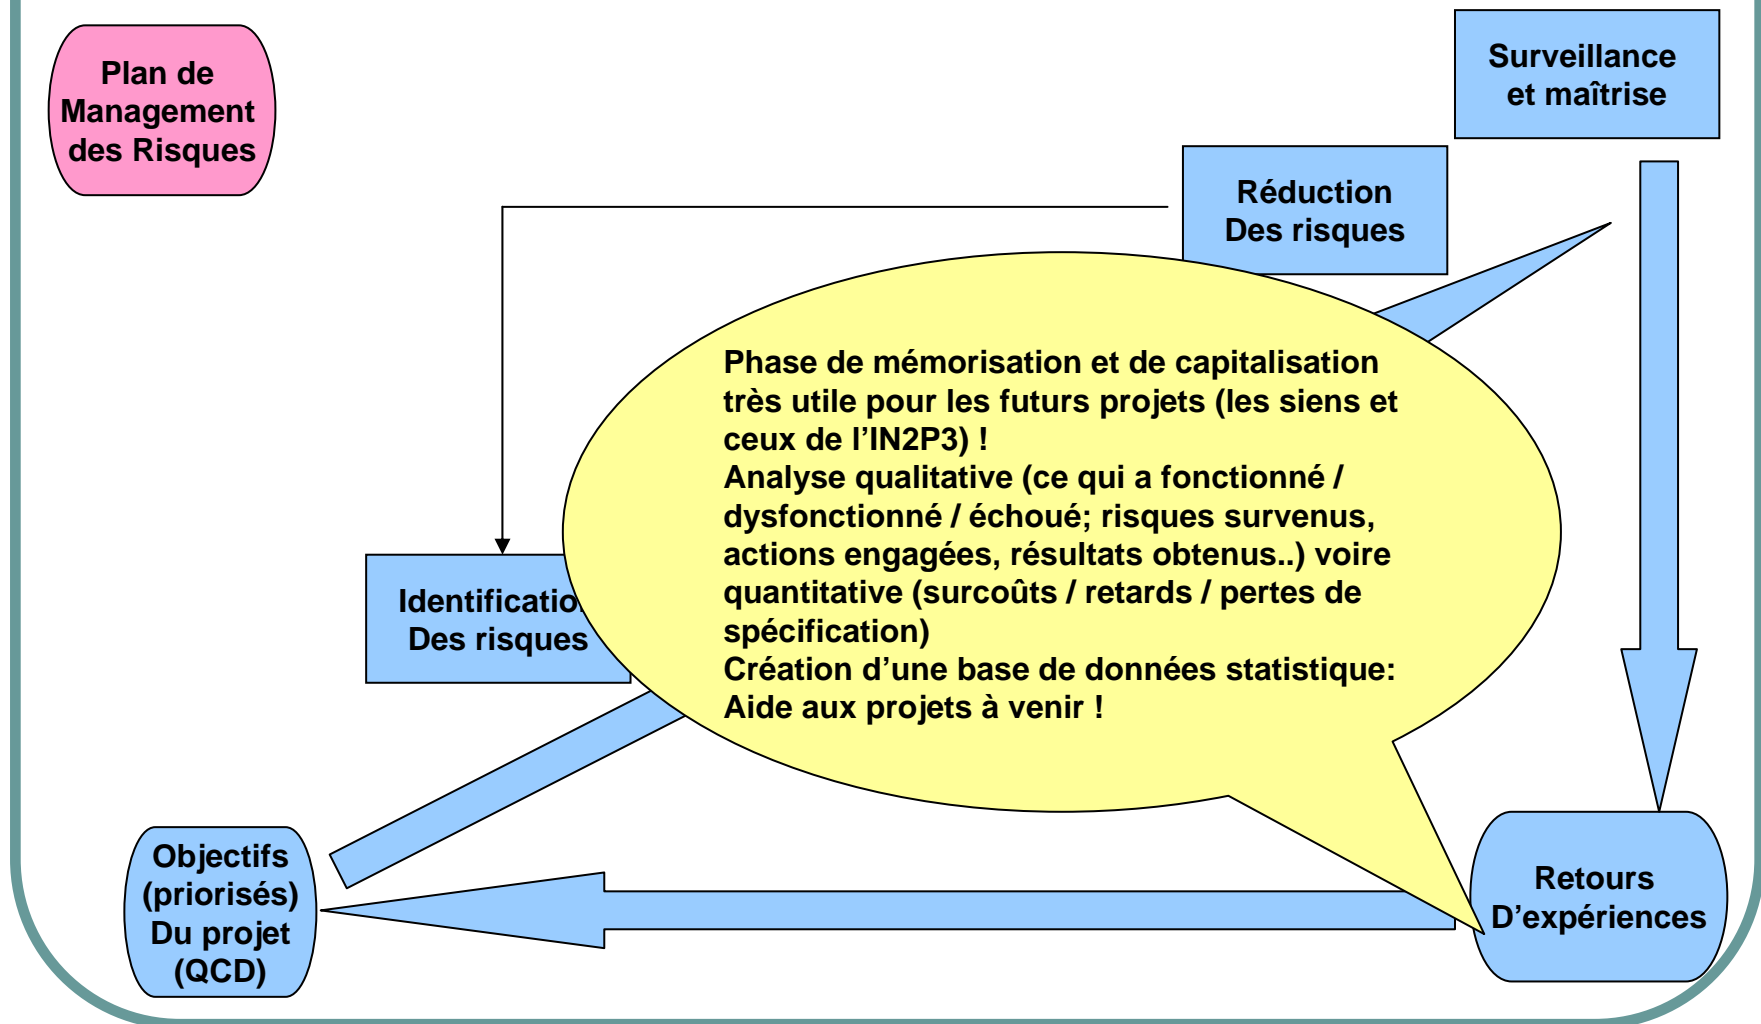 Plan de
Management
des Risques
Surveillance
et maîtrise
Réduction
Des risques
Phase de mémorisation et de capitalisation
très utile pour les futurs projets (les siens et
ceux de l’IN2P3) !
Analyse qualitative (ce qui a fonctionné /
dysfonctionné / échoué; risques survenus,
actions engagées, résultats obtenus..) voire
quantitative (surcoûts / retards / pertes de
spécification)
Création d’une base de données statistique:
Aide aux projets à venir !
Identification
Des risques
Objectifs
(priorisés)
Du projet
(QCD)
Retours
D’expériences